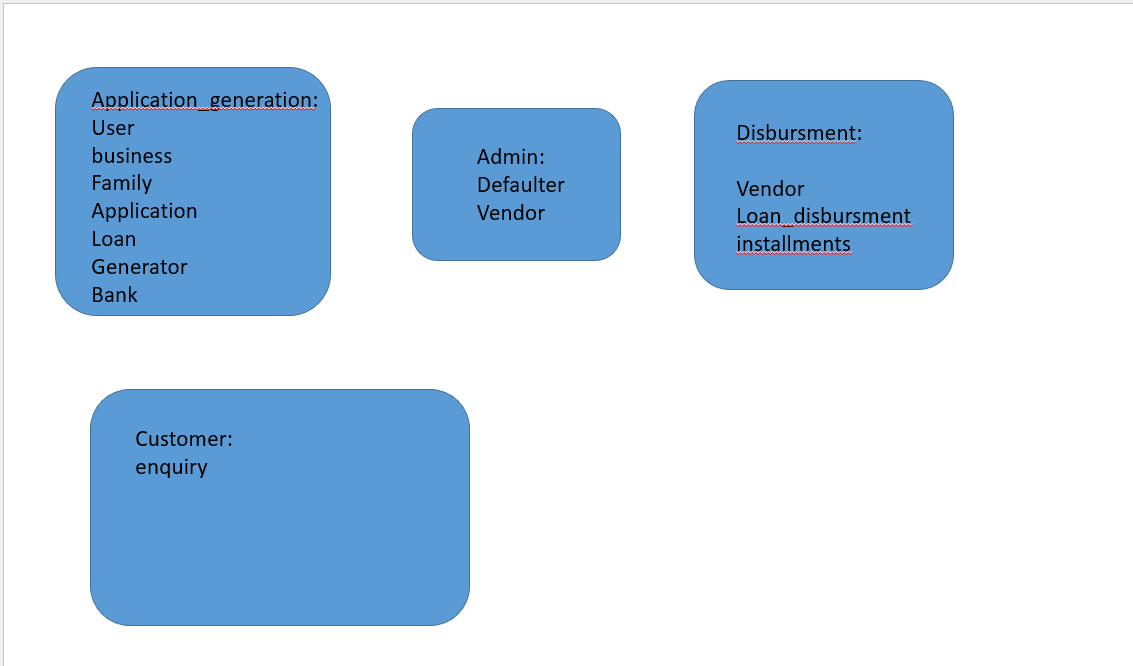 Application_generation:
User
business
Family
Application
Loan
Generator
Bank
Admin:
Defaulter
Vendor
Disbursment:
Vendor
Loan_disbursment
installments
Customer:
enquiry